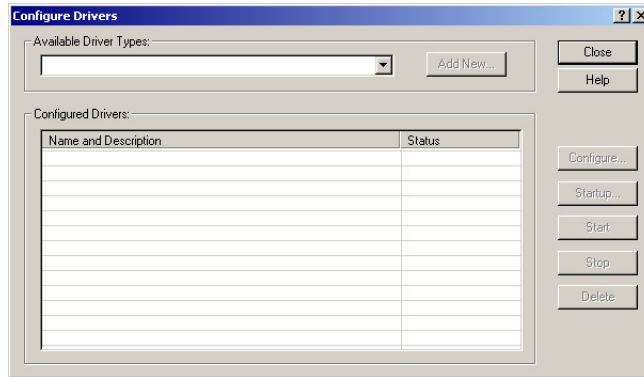 Configure Drivers
Available Driver Types:
Add New...
Close
Help
Configured Drivers:
Name and Description
Status
Configure...
Startup...
Start
Stop
Delete